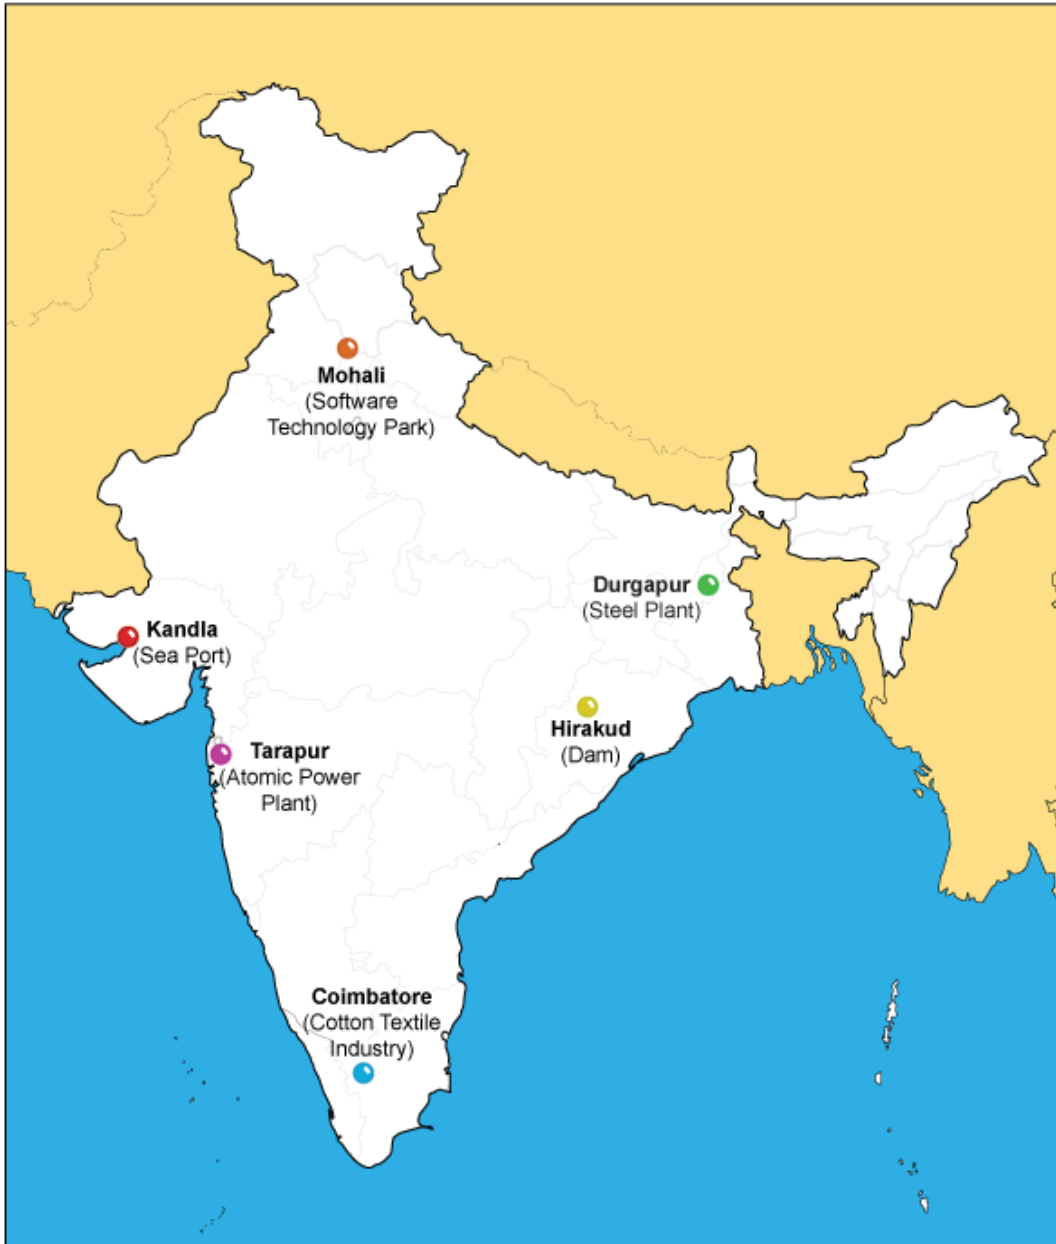 Mohali
(Software
Technology Park)
Durgapur
(Steel Plant)
Kandla
(Sea Port)
Hirakud
(Dam)
Tarapur
(Atomic Power
Plant)
Coimbatore
(Cotton Textile
Industry)